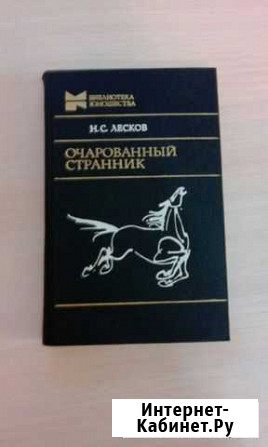 БИБЛИОТЕКА
ЮНОШЕСТВА
Н.С. ЛЕСКОВ
ОЧАРОВАННЫЙ
СТРАННИК
Интернет-
Кабинет.Ру